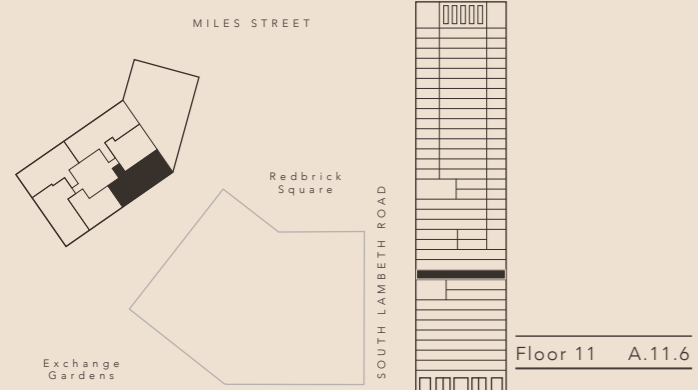 MILES STREET
Redbrick
Square
SOUTH LAMBETH ROAD
Floor 11 A.11.6
Exchange
Gardens